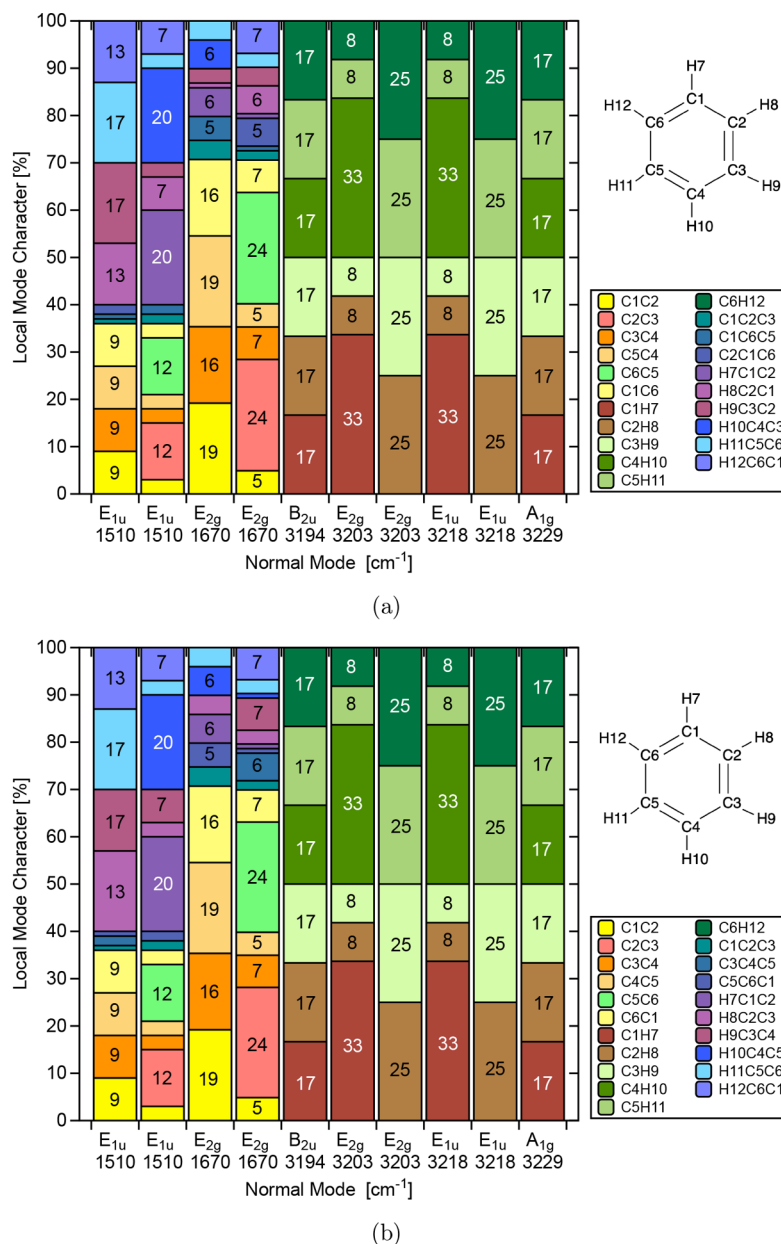 100
90
80
70
60
50
40
30
20
10
0
Local Mode Character [%]
13 17 17 13 9 9 9 9
7 20 7 20 12 12
6 6 5 16 19 16 19
7 6 5 7 24 5 7 24 5
17 17 17 17 17 17
8 8 33 8 8 33
25 25 25 25
8 8 33 8 8 33
25 25 25 25
17 17 17 17 17 17
E1u E1u E2g E2g B2u E2g E2g E1u E1u A1g
1510 1510 1670 1670 3194 3203 3203 3218 3218 3229
Normal Mode [cm-1]
H7
H12 C1 H8
C6 C2
C5 C3
H11 C4 H9
H10
C1C2 C6H12
C2C3 C1C2C3
C3C4 C1C6C5
C5C4 C2C1C6
C6C5 H7C1C2
C1C6 H8C2C1
C1H7 H9C3C2
C2H8 H10C4C3
C3H9 H11C5C6
C4H10 H12C6C1
C5H11
(a)
100
90
80
70
60
50
40
30
20
10
0
Local Mode Character [%]
13 17 17 13 9 9 9 9
7 20 7 20 12 12
6 6 5 16 19 16 19
7 7 6 7 24 5 7 24 5
17 17 17 17 17 17
8 8 33 8 8 33
25 25 25 25
8 8 33 8 8 33
25 25 25 25
17 17 17 17 17 17
E1u E1u E2g E2g B2u E2g E2g E1u E1u A1g
1510 1510 1670 1670 3194 3203 3203 3218 3218 3229
Normal Mode [cm-1]
H7
H12 C1 H8
C6 C2
C5 C3
H11 C4 H9
H10
C1C2 C6H12
C2C3 C1C2C3
C3C4 C3C4C5
C4C5 C5C6C1
C5C6 H7C1C2
C6C1 H8C2C3
C1H7 H9C3C4
C2H8 H10C4C5
C3H9 H11C5C6
C4H10 H12C6C1
C5H11
(b)